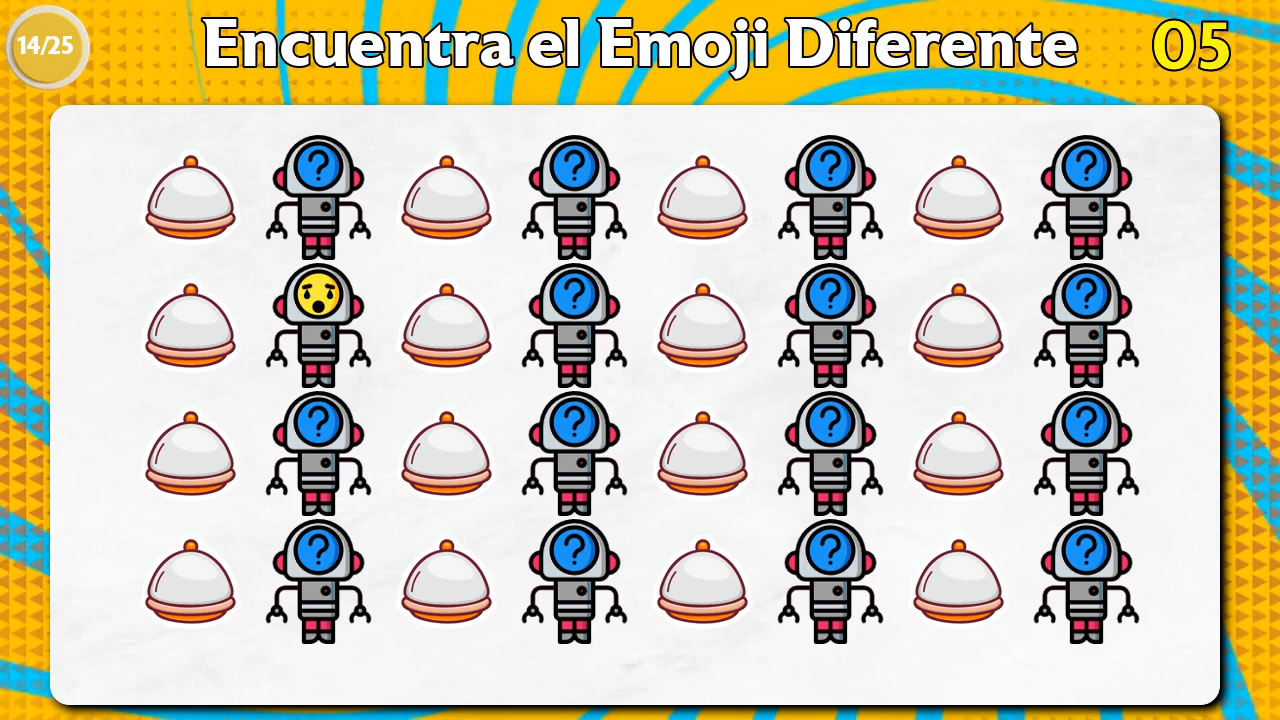 14/25
Encuentra el Emoji Diferente
05
? ? ? ?
? ? ?
? ? ? ?
? ? ? ?